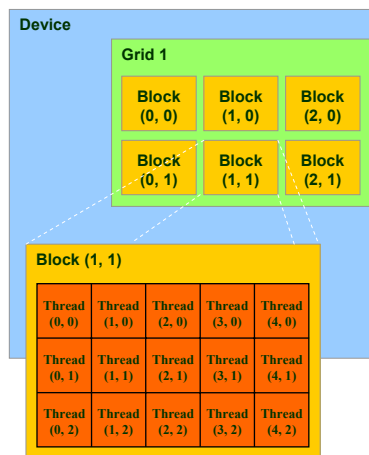 Device
Grid 1
Block Block Block
(0, 0) (1, 0) (2, 0)
Block Block Block
(0, 1) (1, 1) (2, 1)
Block (1, 1)
Thread Thread Thread Thread Thread
(0, 0) (1, 0) (2, 0) (3, 0) (4, 0)
Thread Thread Thread Thread Thread
(0, 1) (1, 1) (2, 1) (3, 1) (4, 1)
Thread Thread Thread Thread Thread
(0, 2) (1, 2) (2, 2) (3, 2) (4, 2)